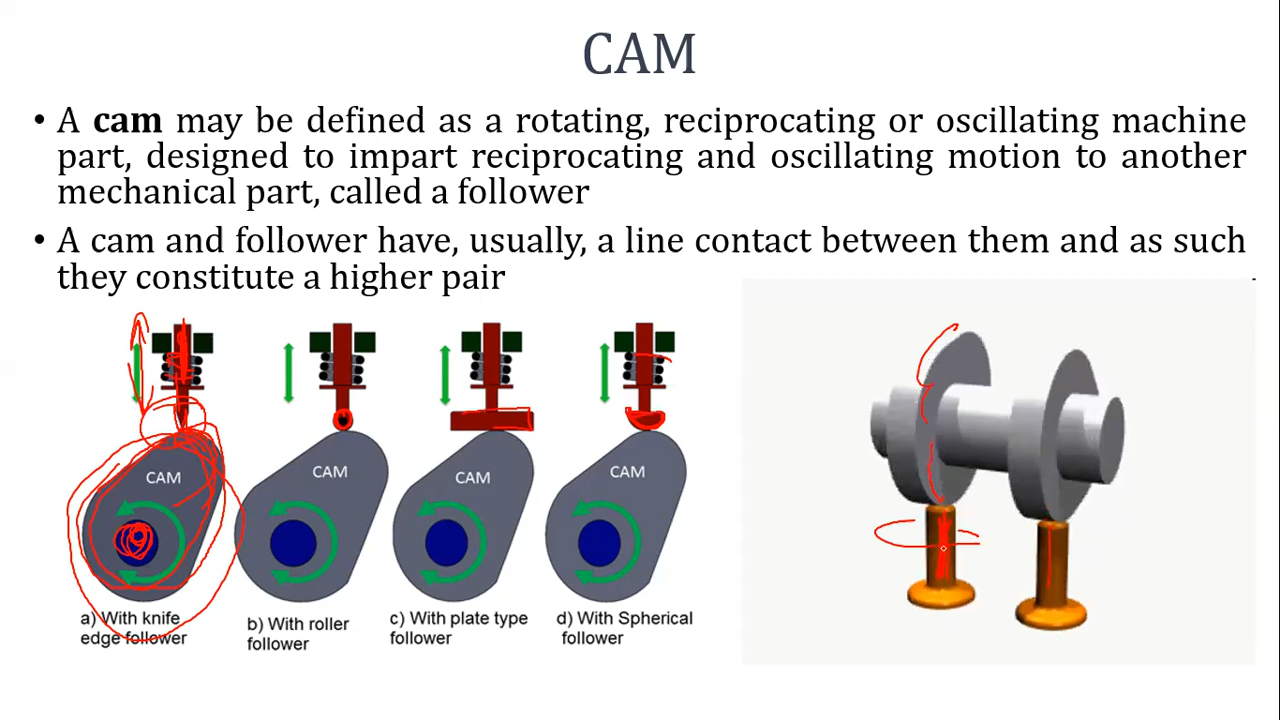 CAM
• A cam may be defined as a rotating, reciprocating or oscillating machine
part, designed to impart reciprocating and oscillating motion to another
mechanical part, called a follower
• A cam and follower have, usually, a line contact between them and as such
they constitute a higher pair
CAM
CAM
CAM
CAM
a) With knife
edge follower
b) With roller
follower
c) With plate type
follower
d) With Spherical
follower